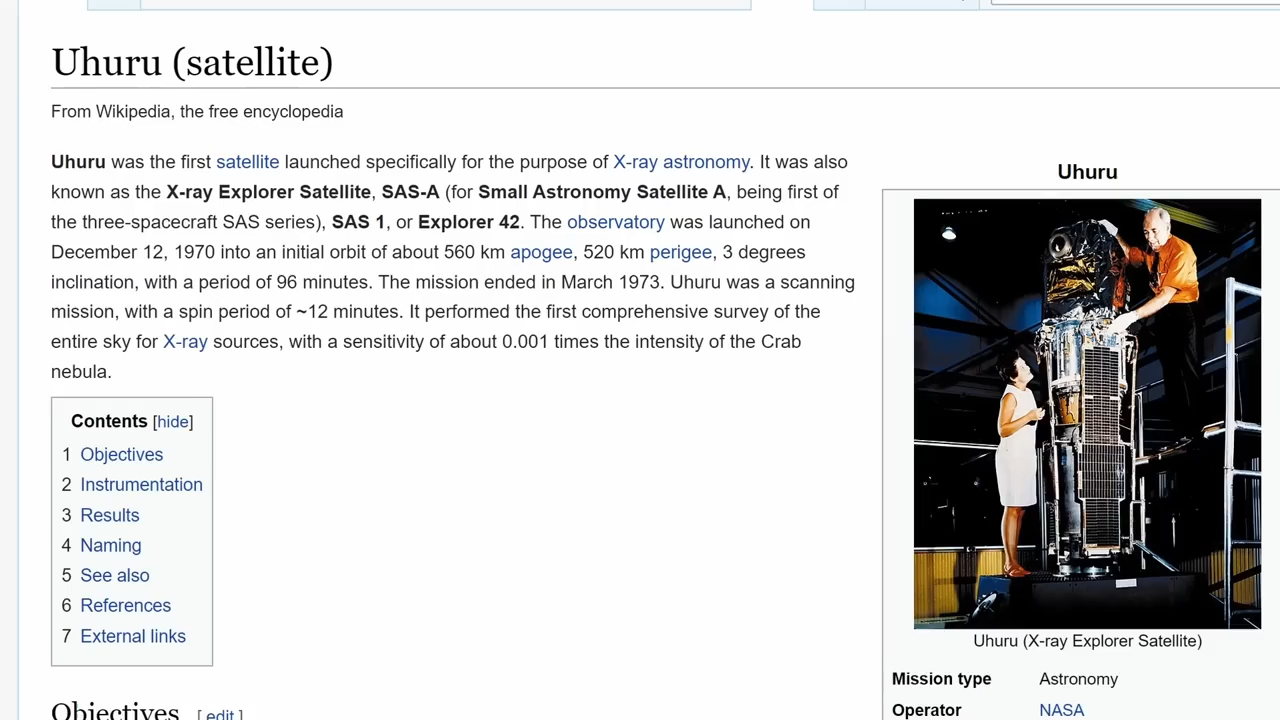 Uhuru (satellite)
From Wikipedia, the free encyclopedia
Uhuru was the first satellite launched specifically for the purpose of X-ray astronomy. It was also
known as the X-ray Explorer Satellite, SAS-A (for Small Astronomy Satellite A, being first of
the three-spacecraft SAS series), SAS 1, or Explorer 42. The observatory was launched on
December 12, 1970 into an initial orbit of about 560 km apogee, 520 km perigee, 3 degrees
inclination, with a period of 96 minutes. The mission ended in March 1973. Uhuru was a scanning
mission, with a spin period of ~12 minutes. It performed the first comprehensive survey of the
entire sky for X-ray sources, with a sensitivity of about 0.001 times the intensity of the Crab
nebula.
Contents [hide]
1 Objectives
2 Instrumentation
3 Results
4 Naming
5 See also
6 References
7 External links
Objectives [ edit ]
Uhuru
Uhuru (X-ray Explorer Satellite)
Mission type Astronomy
Operator NASA